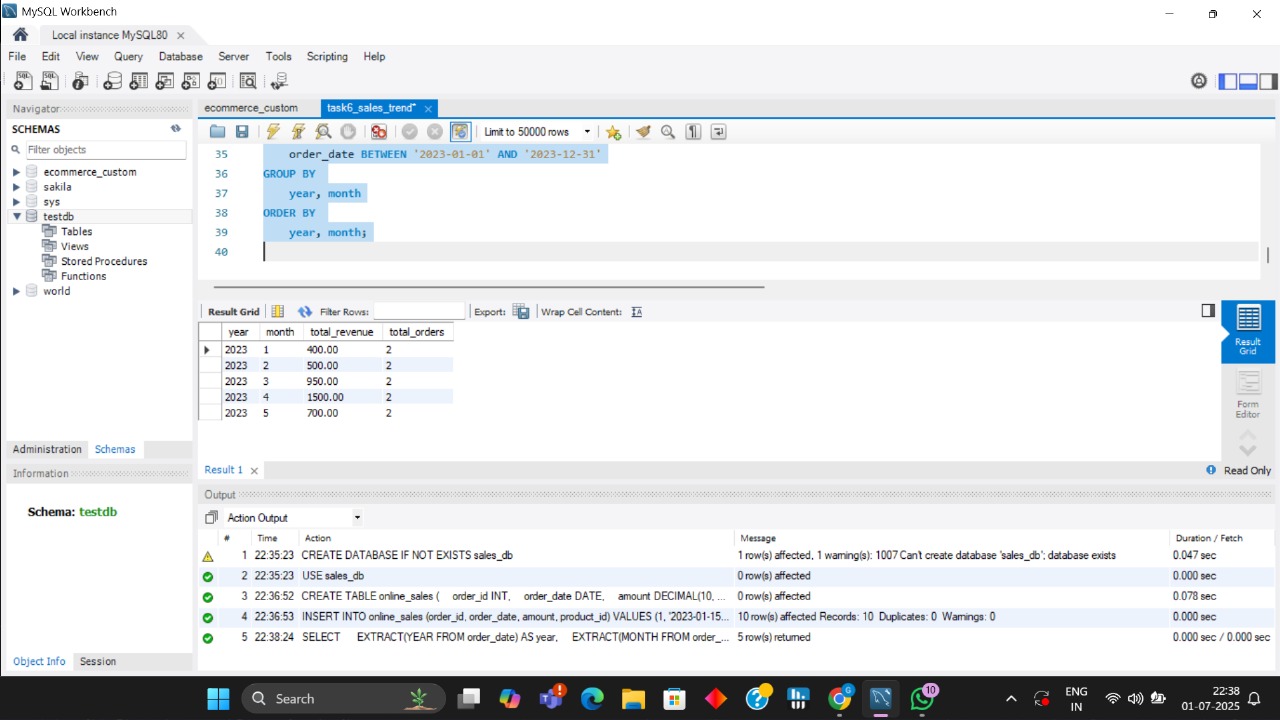 MySQL Workbench
Local instance MySQL80
File Edit View Query Database Server Tools Scripting Help
Navigator
SCHEMAS
Filter objects
ecommerce_custom
sakila
sys
testdb
Tables
Views
Stored Procedures
Functions
world
Administration Schemas
Information
Schema: testdb
Object Info Session
ecommerce_custom task6_sales_trend*
Limit to 50000 rows
35 order_date BETWEEN '2023-01-01' AND '2023-12-31'
36 GROUP BY
37 year, month
38 ORDER BY
39 year, month;
40
Result Grid Filter Rows: Export: Wrap Cell Content:
year month total_revenue total_orders
2023 1 400.00 2
2023 2 500.00 2
2023 3 950.00 2
2023 4 1500.00 2
2023 5 700.00 2
Result Grid
Form Editor
Result 1
Read Only
Output
Action Output
# Time Action Message Duration / Fetch
1 22:35:23 CREATE DATABASE IF NOT EXISTS sales_db 1 row(s) affected, 1 warning(s): 1007 Can't create database 'sales_db'; database exists 0.047 sec
2 22:35:23 USE sales_db 0 row(s) affected 0.000 sec
3 22:36:52 CREATE TABLE online_sales ( order_id INT, order_date DATE, amount DECIMAL(10, ... 0 row(s) affected 0.078 sec
4 22:36:53 INSERT INTO online_sales (order_id, order_date, amount, product_id) VALUES (1, '2023-01-15... 10 row(s) affected Records: 10 Duplicates: 0 Warnings: 0 0.000 sec
5 22:38:24 SELECT EXTRACT(YEAR FROM order_date) AS year, EXTRACT(MONTH FROM order_... 5 row(s) returned 0.000 sec / 0.000 sec
Search
10
ENG
IN
22:38
01-07-2025